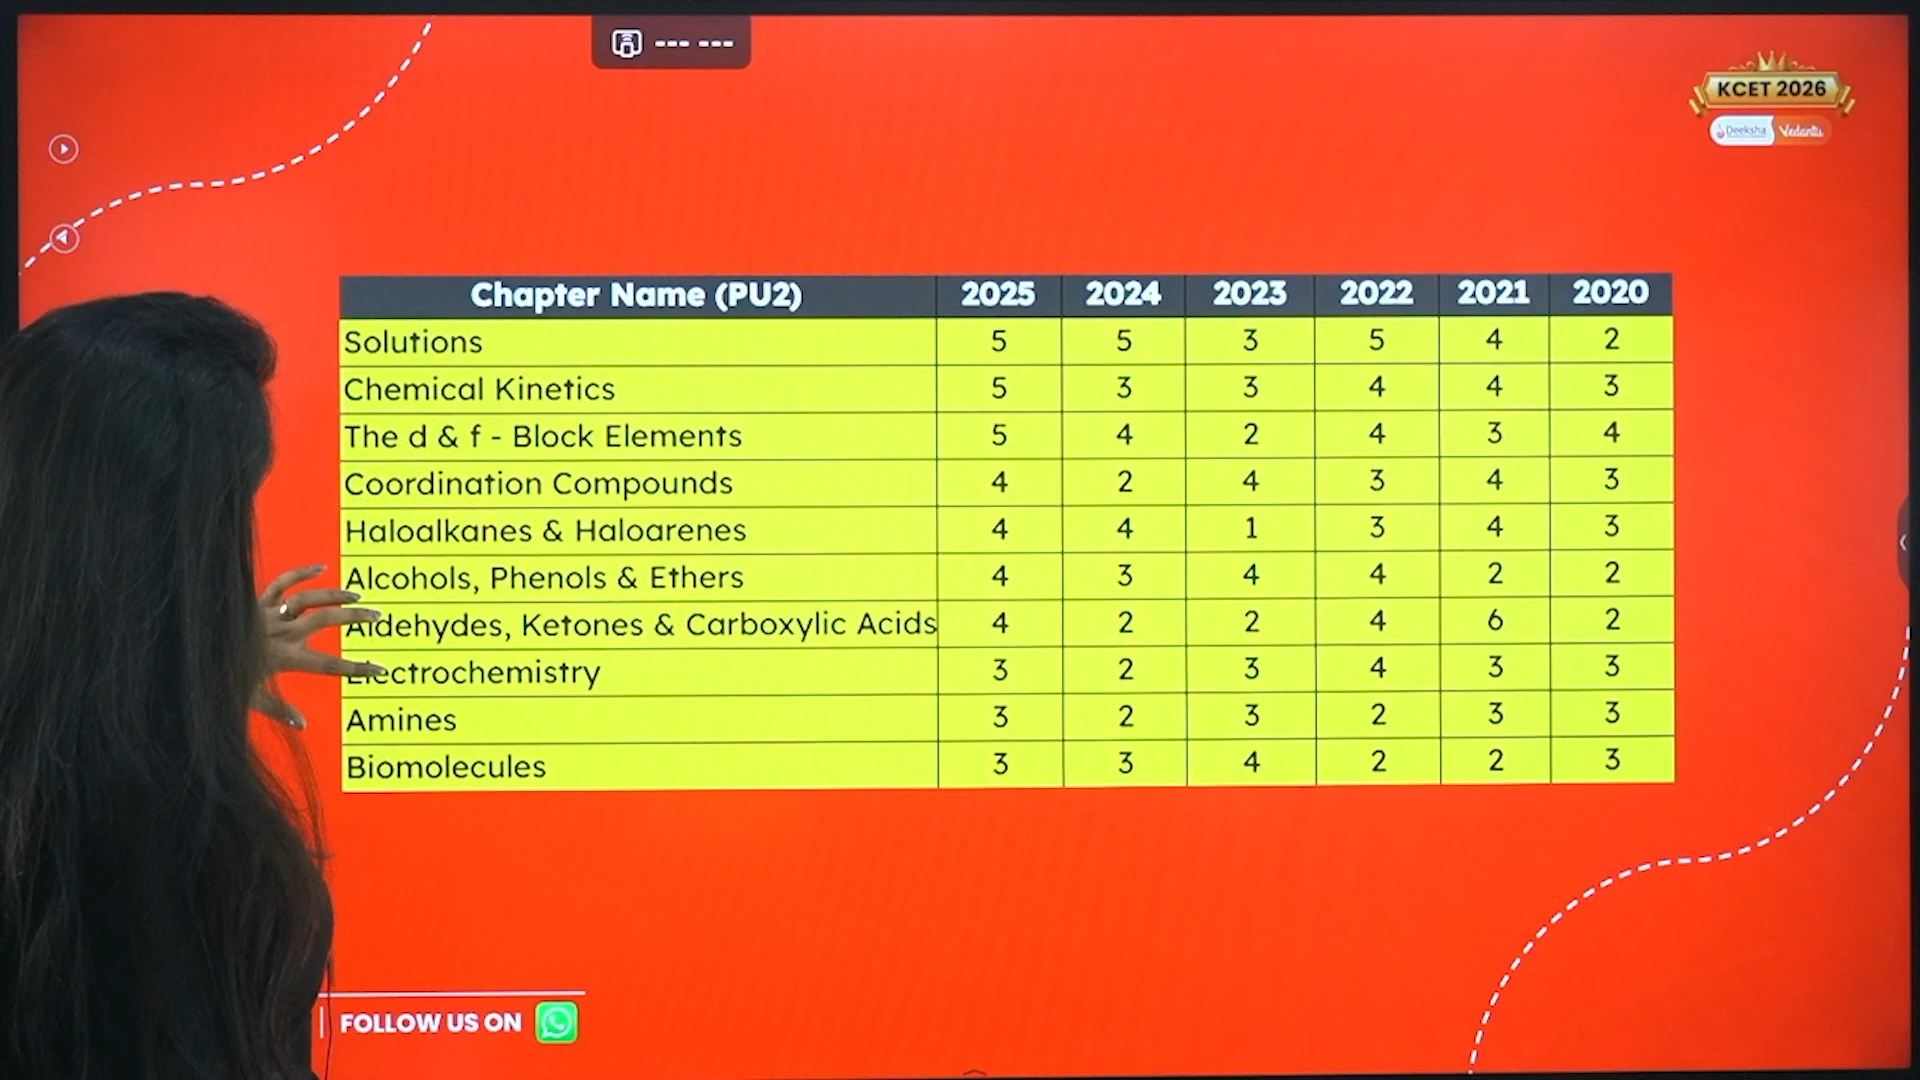 --- ---
KCET 2026
Deeksha Vedantu
Chapter Name (PU2) 2025 2024 2023 2022 2021 2020
Solutions 5 5 3 5 4 2
Chemical Kinetics 5 3 3 4 4 3
The d & f - Block Elements 5 4 2 4 3 4
Coordination Compounds 4 2 4 3 4 3
Haloalkanes & Haloarenes 4 4 1 3 4 3
Alcohols, Phenols & Ethers 4 3 4 4 2 2
Aldehydes, Ketones & Carboxylic Acids 4 2 2 4 6 2
Electrochemistry 3 2 3 4 3 3
Amines 3 2 3 2 3 3
Biomolecules 3 3 4 2 2 3
FOLLOW US ON